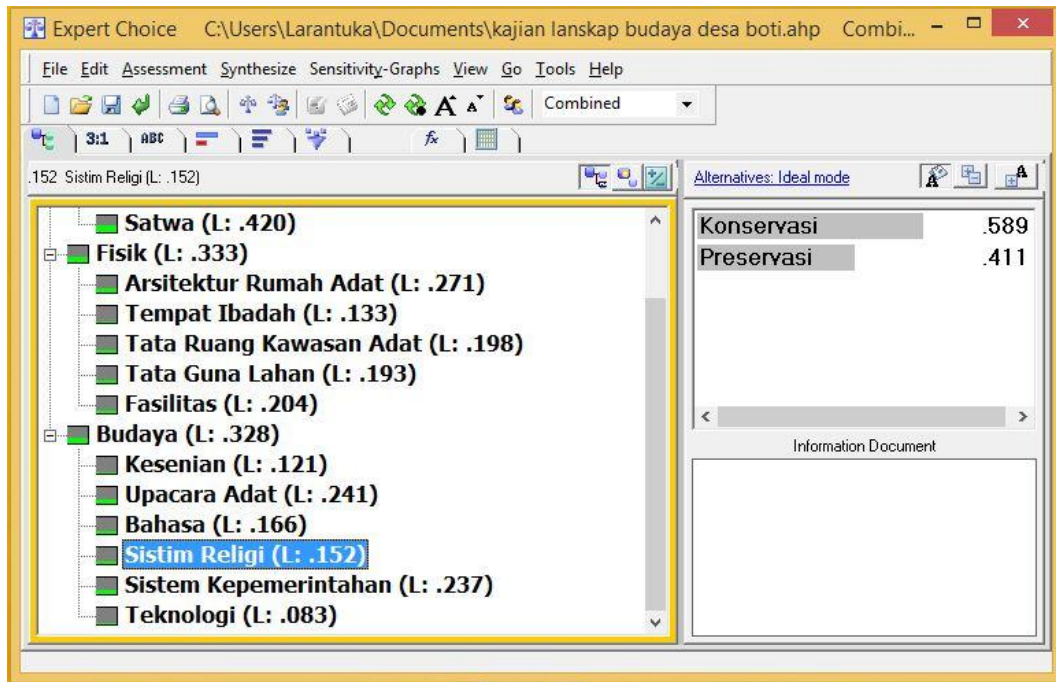 Expert Choice C:\Users\Larantuka\Documents\kajian lanskap budaya desa boti.ahp Combi...
File Edit Assessment Synthesize Sensitivity-Graphs View Go Tools Help
A A Combined
3:1 ABC fx
.152 Sistim Religi (L: .152)
Alternatives: Ideal mode
A A
Satwa (L: .420)
Fisik (L: .333)
Arsitektur Rumah Adat (L: .271)
Tempat Ibadah (L: .133)
Tata Ruang Kawasan Adat (L: .198)
Tata Guna Lahan (L: .193)
Fasilitas (L: .204)
Budaya (L: .328)
Kesenian (L: .121)
Upacara Adat (L: .241)
Bahasa (L: .166)
Sistim Religi (L: .152)
Sistem Kepemerintahan (L: .237)
Teknologi (L: .083)
Konservasi .589
Preservasi .411
Information Document